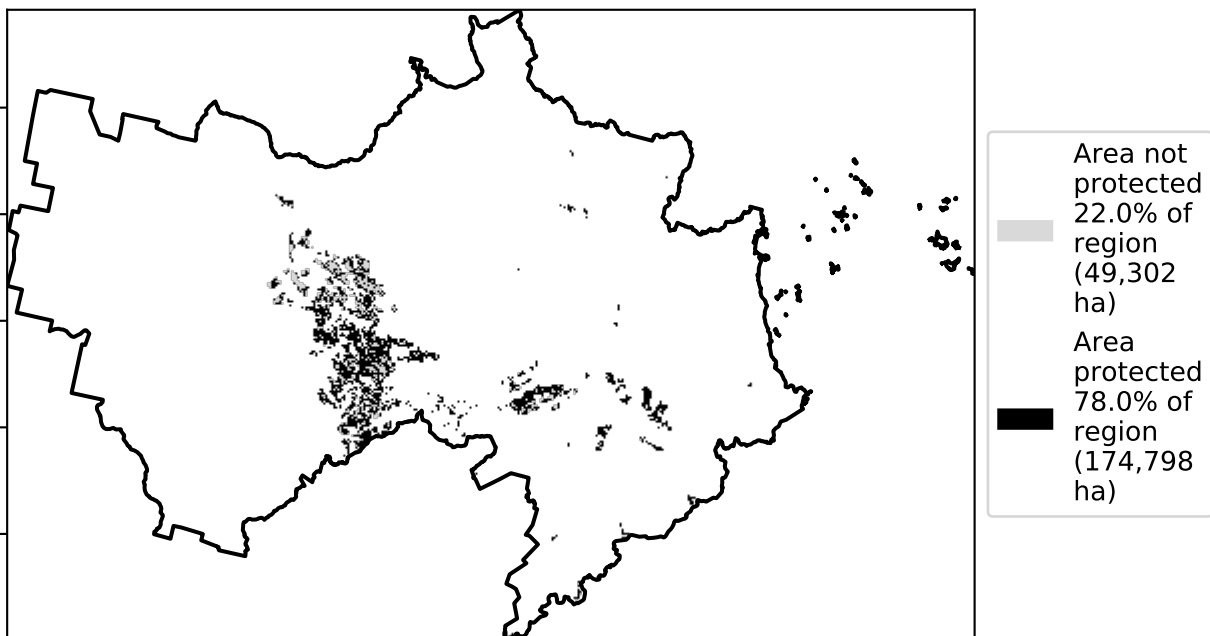 Area not
protected
22.0% of
region
(49,302
ha)
Area
protected
78.0% of
region
(174,798
ha)